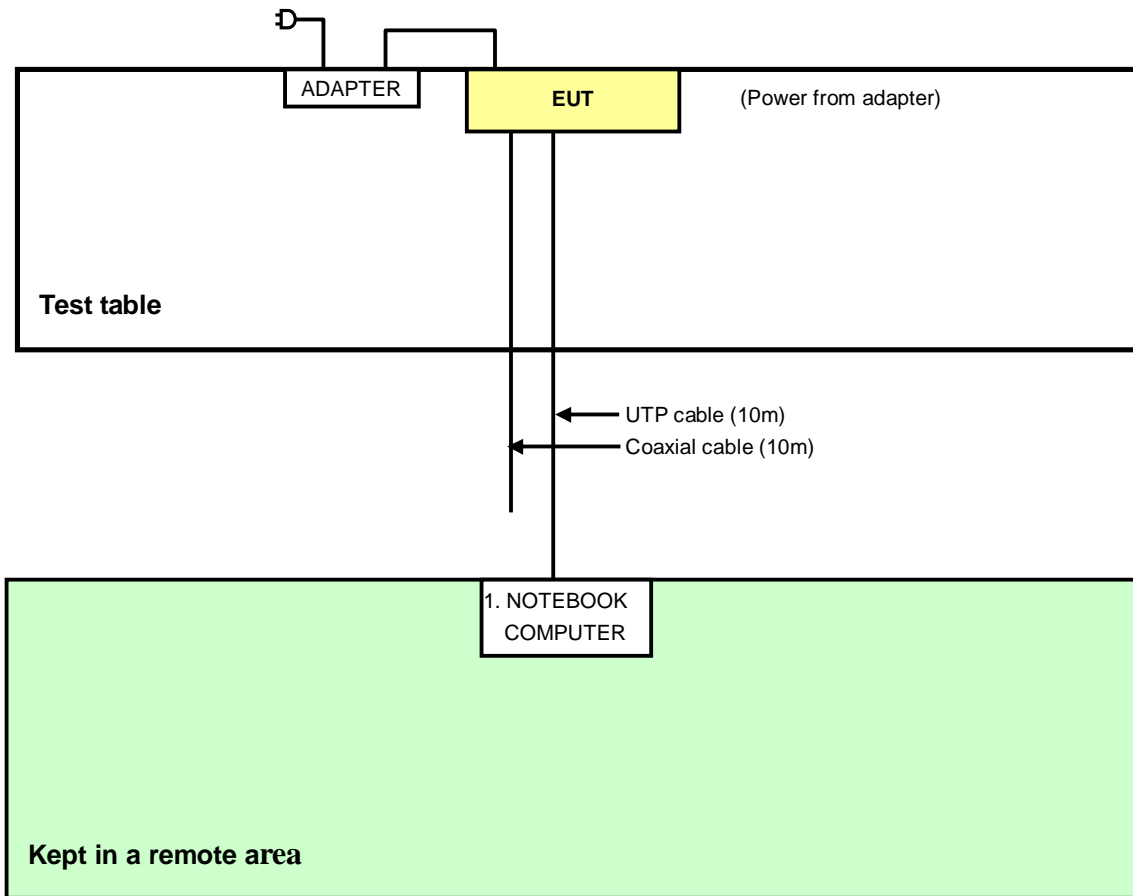 ADAPTER
EUT
(Power from adapter)
Test table
UTP cable (10m)
Coaxial cable (10m)
1. NOTEBOOK
COMPUTER
Kept in a remote area